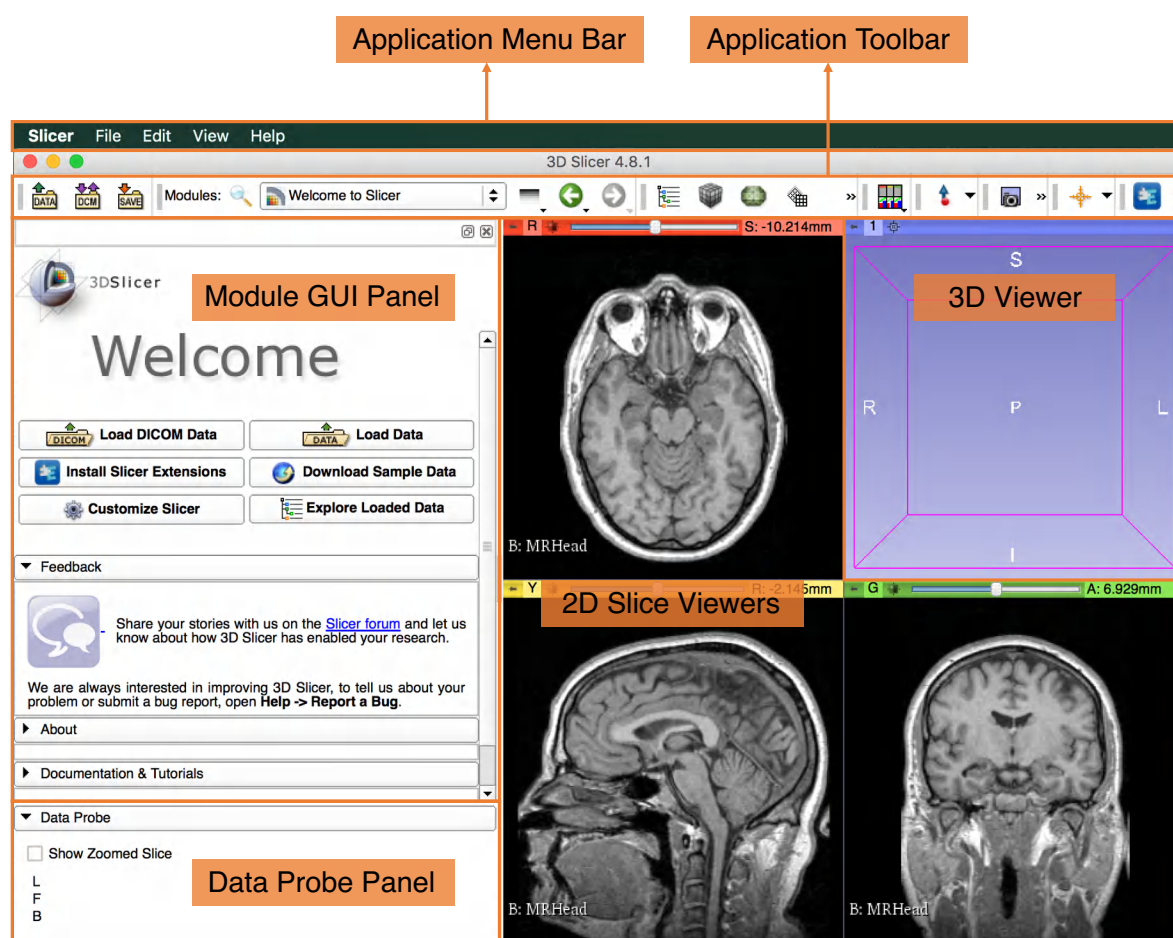 Application Menu Bar
Application Toolbar
Slicer File Edit View Help
3D Slicer 4.8.1
DATA DCM SAVE Modules: Welcome to Slicer » »
R S: -10.214mm
1
3DSlicer
Module GUI Panel
Welcome
DICOM Load DICOM Data
DATA Load Data
Install Slicer Extensions
Download Sample Data
Customize Slicer
Explore Loaded Data
Feedback
Share your stories with us on the Slicer forum and let us
know about how 3D Slicer has enabled your research.
We are always interested in improving 3D Slicer, to tell us about your
problem or submit a bug report, open Help -> Report a Bug.
About
Documentation & Tutorials
Data Probe
Show Zoomed Slice
L
F
B
Data Probe Panel
B: MRHead
S
3D Viewer
R P L
I
Y R: -2.145mm
2D Slice Viewers
G A: 6.929mm
B: MRHead
B: MRHead